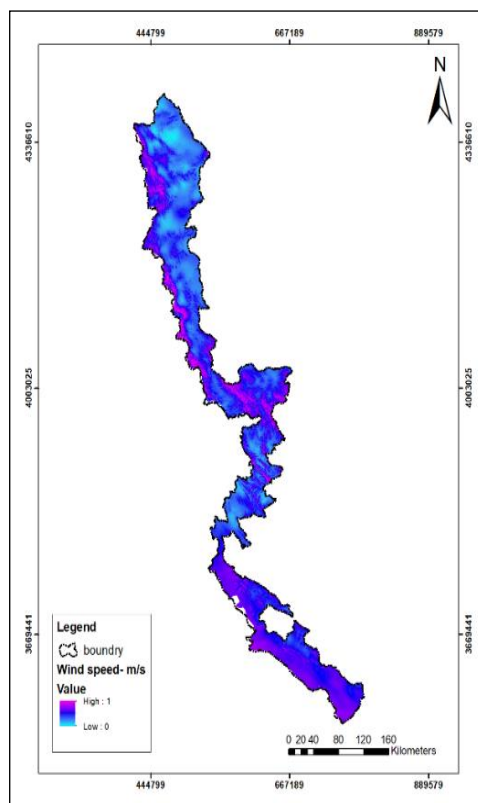 444799 667189 889579
N
4336610 4336610
4003025 4003025
3669441 3669441
Legend
boundry
Wind speed- m/s
Value
High : 1
Low : 0
0 20 40 80 120 160
Kilometers
444799 667189 889579